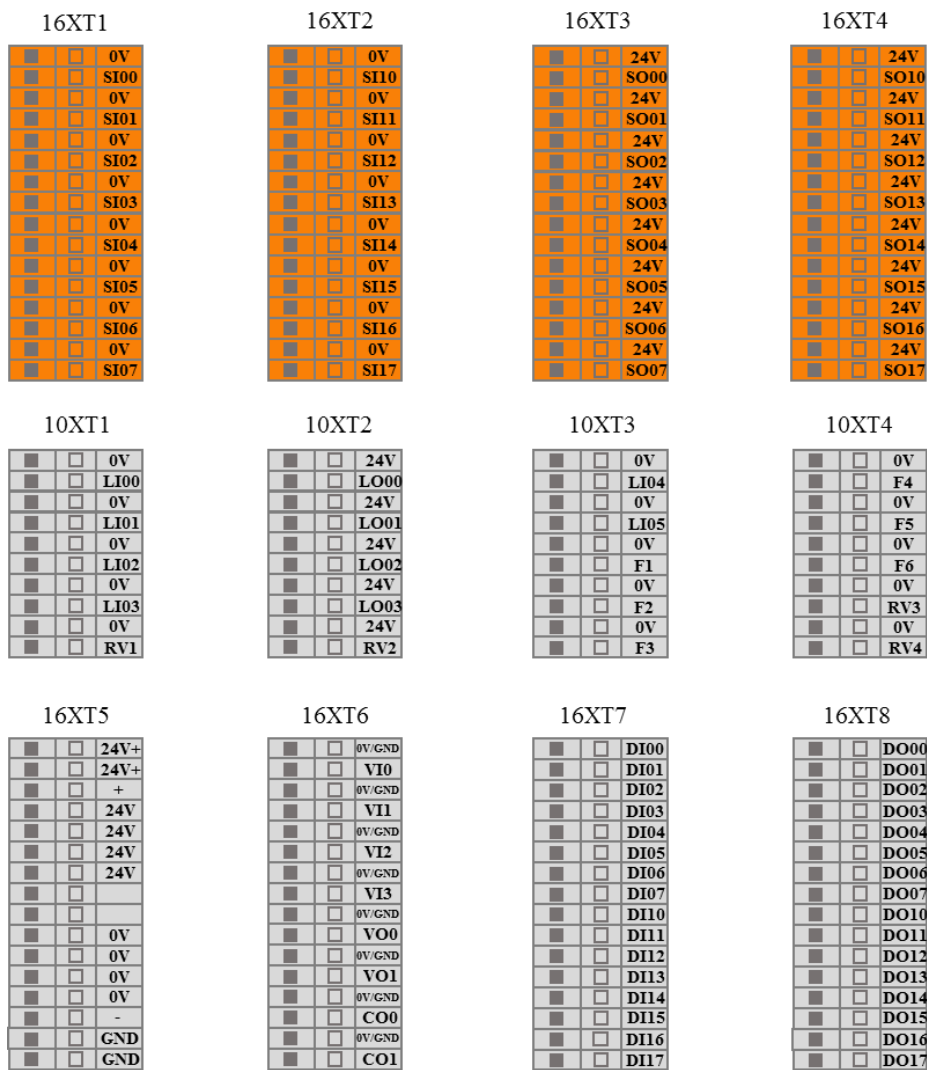 16XT1
0V
SI00
0V
SI01
0V
SI02
0V
SI03
0V
SI04
0V
SI05
0V
SI06
0V
SI07
16XT2
0V
SI10
0V
SI11
0V
SI12
0V
SI13
0V
SI14
0V
SI15
0V
SI16
0V
SI17
16XT3
24V
SO00
24V
SO01
24V
SO02
24V
SO03
24V
SO04
24V
SO05
24V
SO06
24V
SO07
16XT4
24V
SO10
24V
SO11
24V
SO12
24V
SO13
24V
SO14
24V
SO15
24V
SO16
24V
SO17
10XT1
0V
LI00
0V
LI01
0V
LI02
0V
LI03
0V
RV1
10XT2
24V
LO00
24V
LO01
24V
LO02
24V
LO03
24V
RV2
10XT3
0V
LI04
0V
LI05
0V
F1
0V
F2
0V
F3
10XT4
0V
F4
0V
F5
0V
F6
0V
RV3
0V
RV4
16XT5
24V+
24V+
+
24V
24V
24V
24V
0V
0V
0V
0V
-
GND
GND
16XT6
0V/GND
VI0
0V/GND
VI1
0V/GND
VI2
0V/GND
VI3
0V/GND
VO0
0V/GND
VO1
0V/GND
CO0
0V/GND
CO1
16XT7
DI00
DI01
DI02
DI03
DI04
DI05
DI06
DI07
DI10
DI11
DI12
DI13
DI14
DI15
DI16
DI17
16XT8
DO00
DO01
DO02
DO03
DO04
DO05
DO06
DO07
DO10
DO11
DO12
DO13
DO14
DO15
DO16
DO17